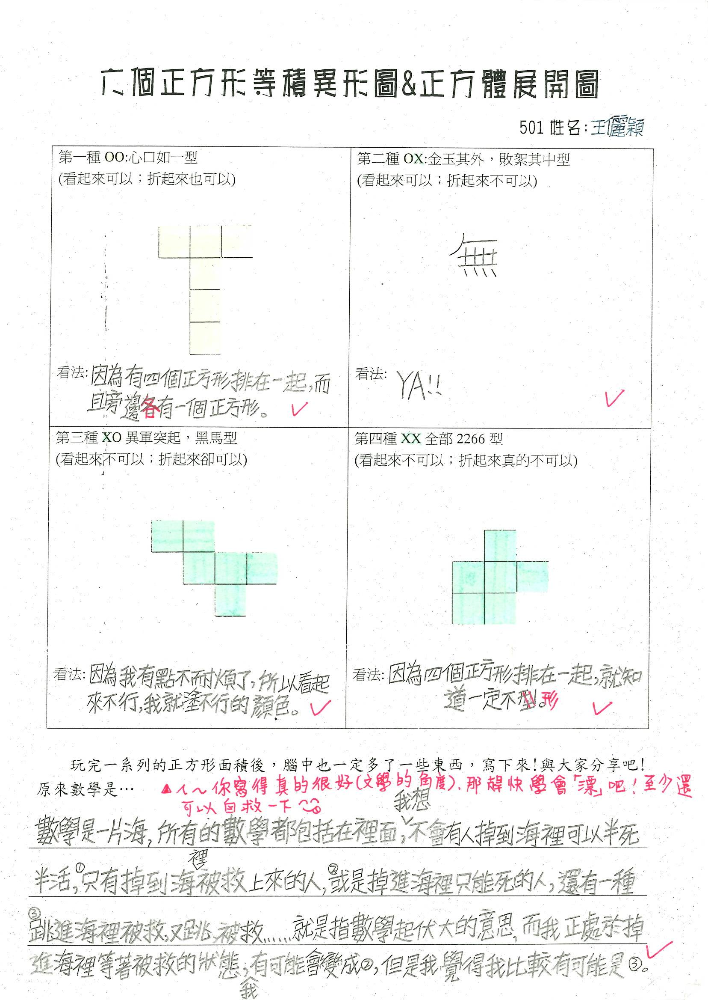 六個正方形等積異形圖&正方體展開圖
501 姓名:王儷穎
第一種 OO:心口如一型
(看起來可以；折起來也可以)
看法:因為有四個正方形排在一起,而
且旁邊各有一個正方形。
第二種 OX:金玉其外，敗絮其中型
(看起來可以；折起來不可以)
無
看法: YA!!
第三種 XO 異軍突起，黑馬型
(看起來不可以；折起來卻可以)
看法:因為我有點不耐煩了,所以看起
來不行,我就塗不行的顏色。
第四種 XX 全部 2266 型
(看起來不可以；折起來真的不可以)
看法:因為四個正方形排在一起,就知
道一定不型。形
玩完一系列的正方形面積後，腦中也一定多了一些東西，寫下來!與大家分享吧!
原來數學是…
▲ㄟ~你寫得真的很好(文學的角度).那趕快學會「漂」吧!至少還
可以自救一下
我想
數學是一片海,所有的數學都包括在裡面,不會有人掉到海裡可以半死
裡
半活,①只有掉到海被救上來的人,②或是掉進海裡只能死的人,還有一種
③跳進海裡被救,又跳,被救……就是指數學起伏大的意思,而我正處於掉
進海裡等著被救的狀態,有可能會變成②,但是我覺得我比較有可能是③。
我